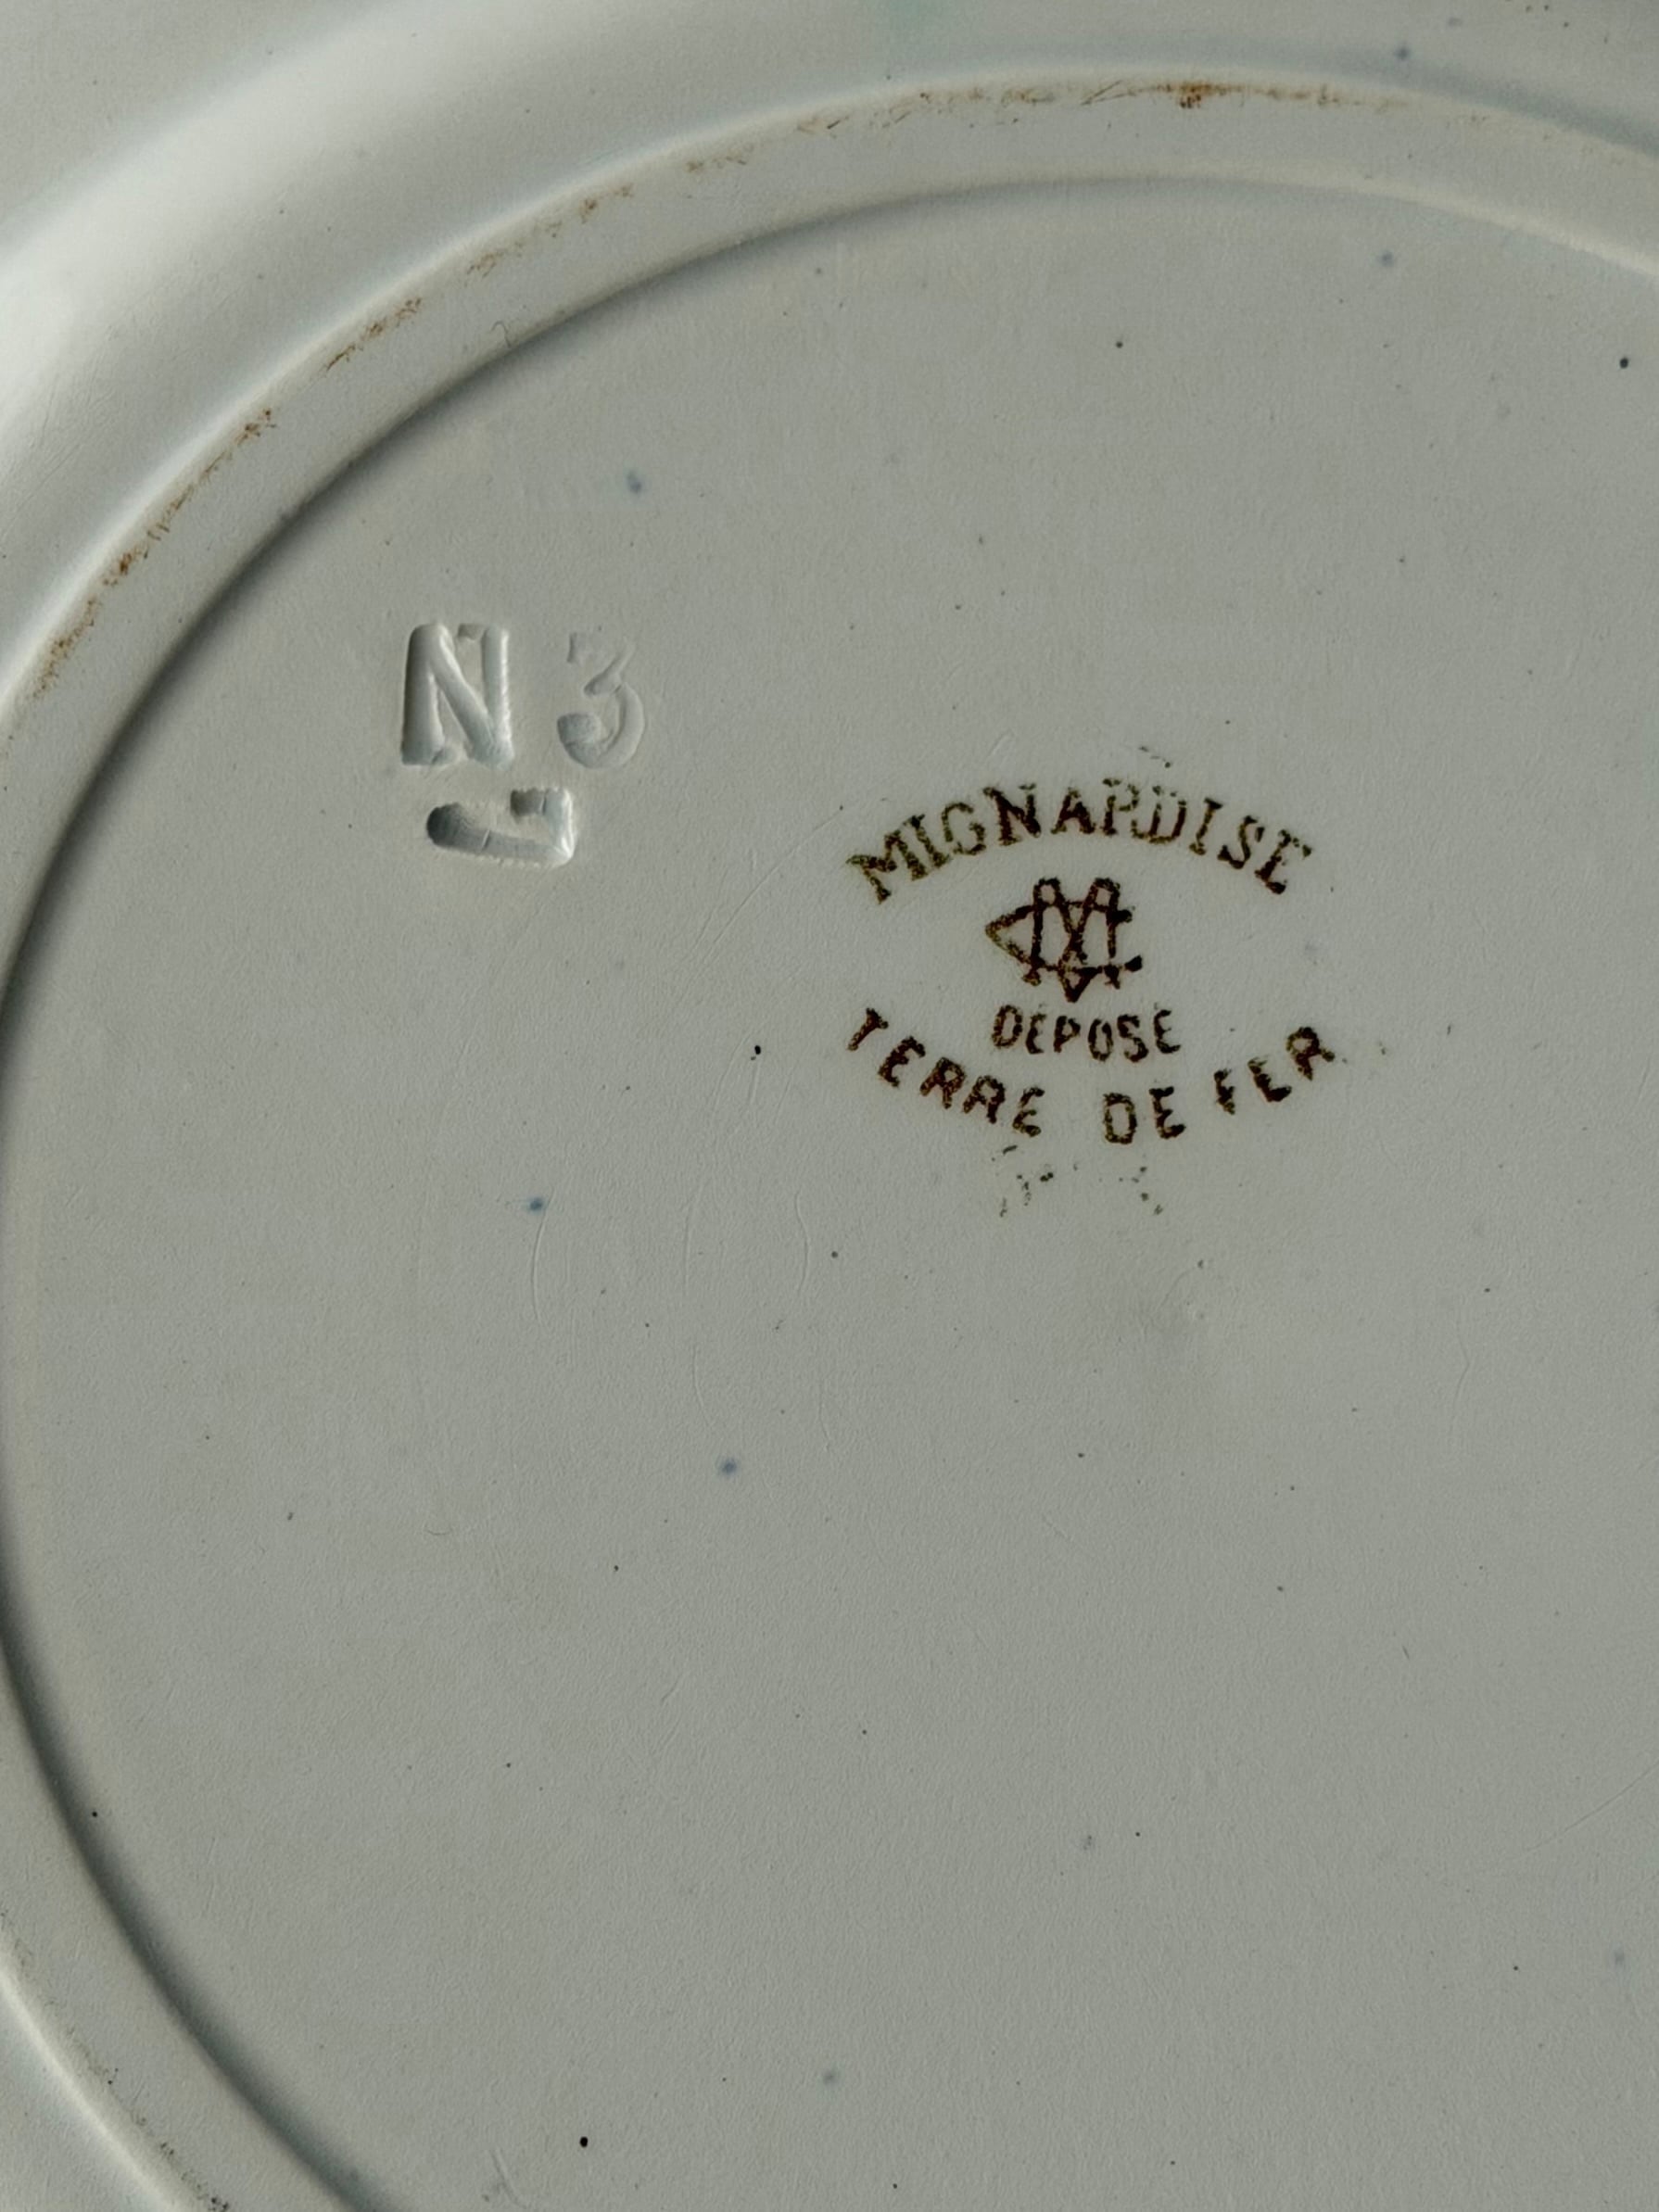 N 3
MIGNARDISE
DEPOSE
TERRE DE FER